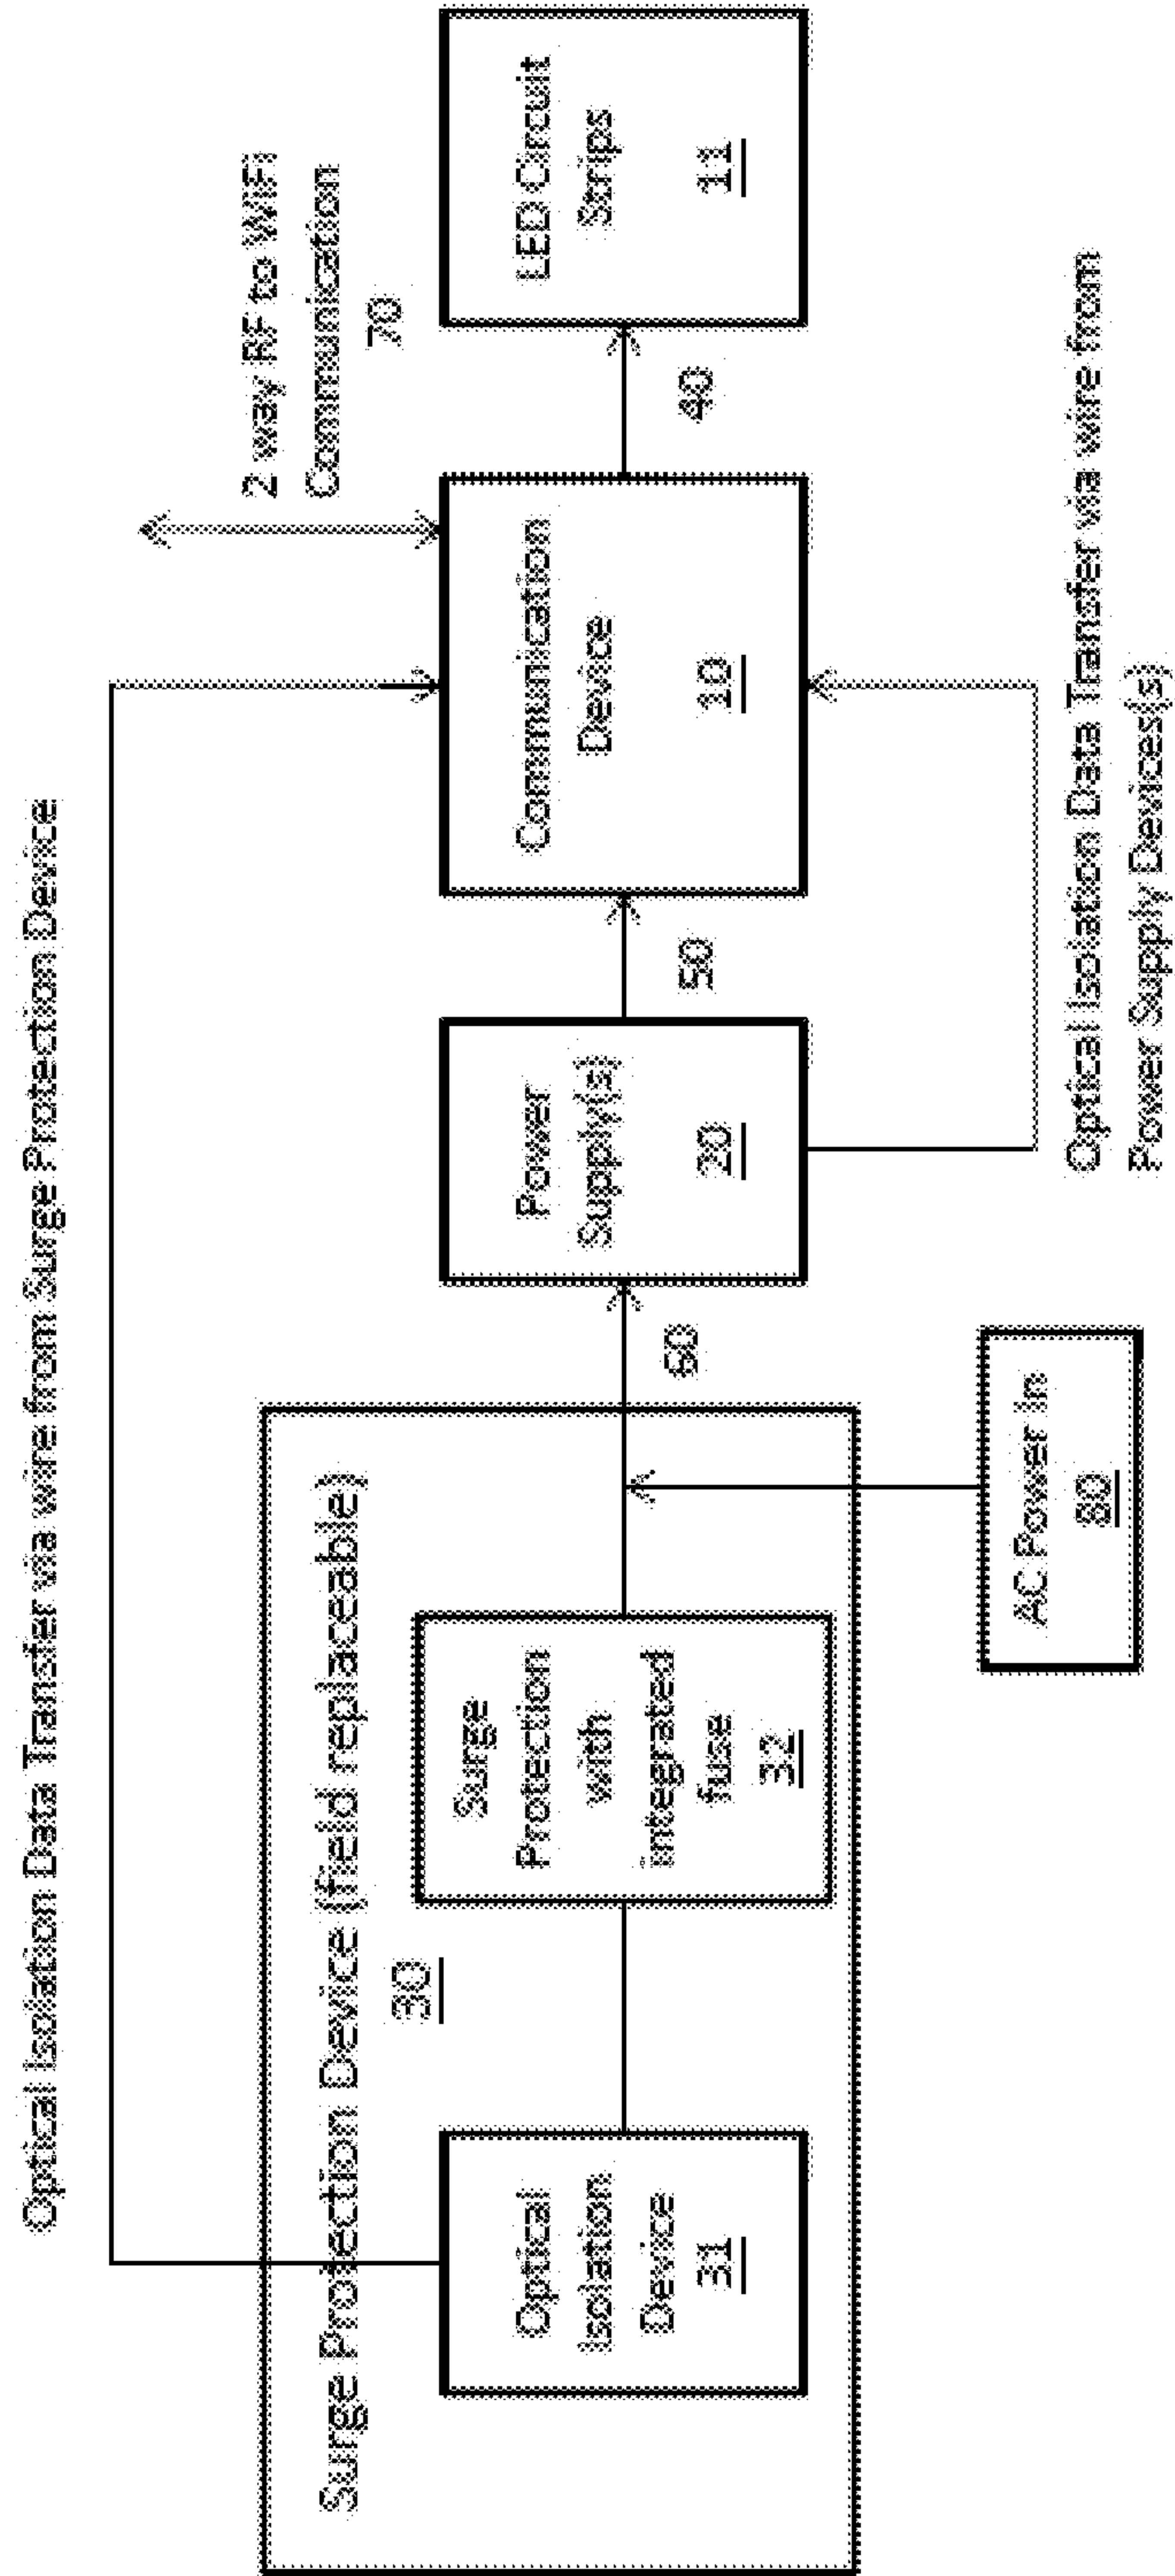 Optical Isolation Data Transfer via wire from Surge Protection Device
Surge Protection Device (field replaceable)
30
Optical
Isolation
Device
31
Surge
Protection
with
integrated
fuse
32
AC Power In
80
60
Power
Supply(s)
20
50
Communication
Device
10
2 way RF to WiFi
Communication
70
40
LED Circuit
Strips
11
Optical Isolation Data Transfer via wire from
Power Supply Devices(s)